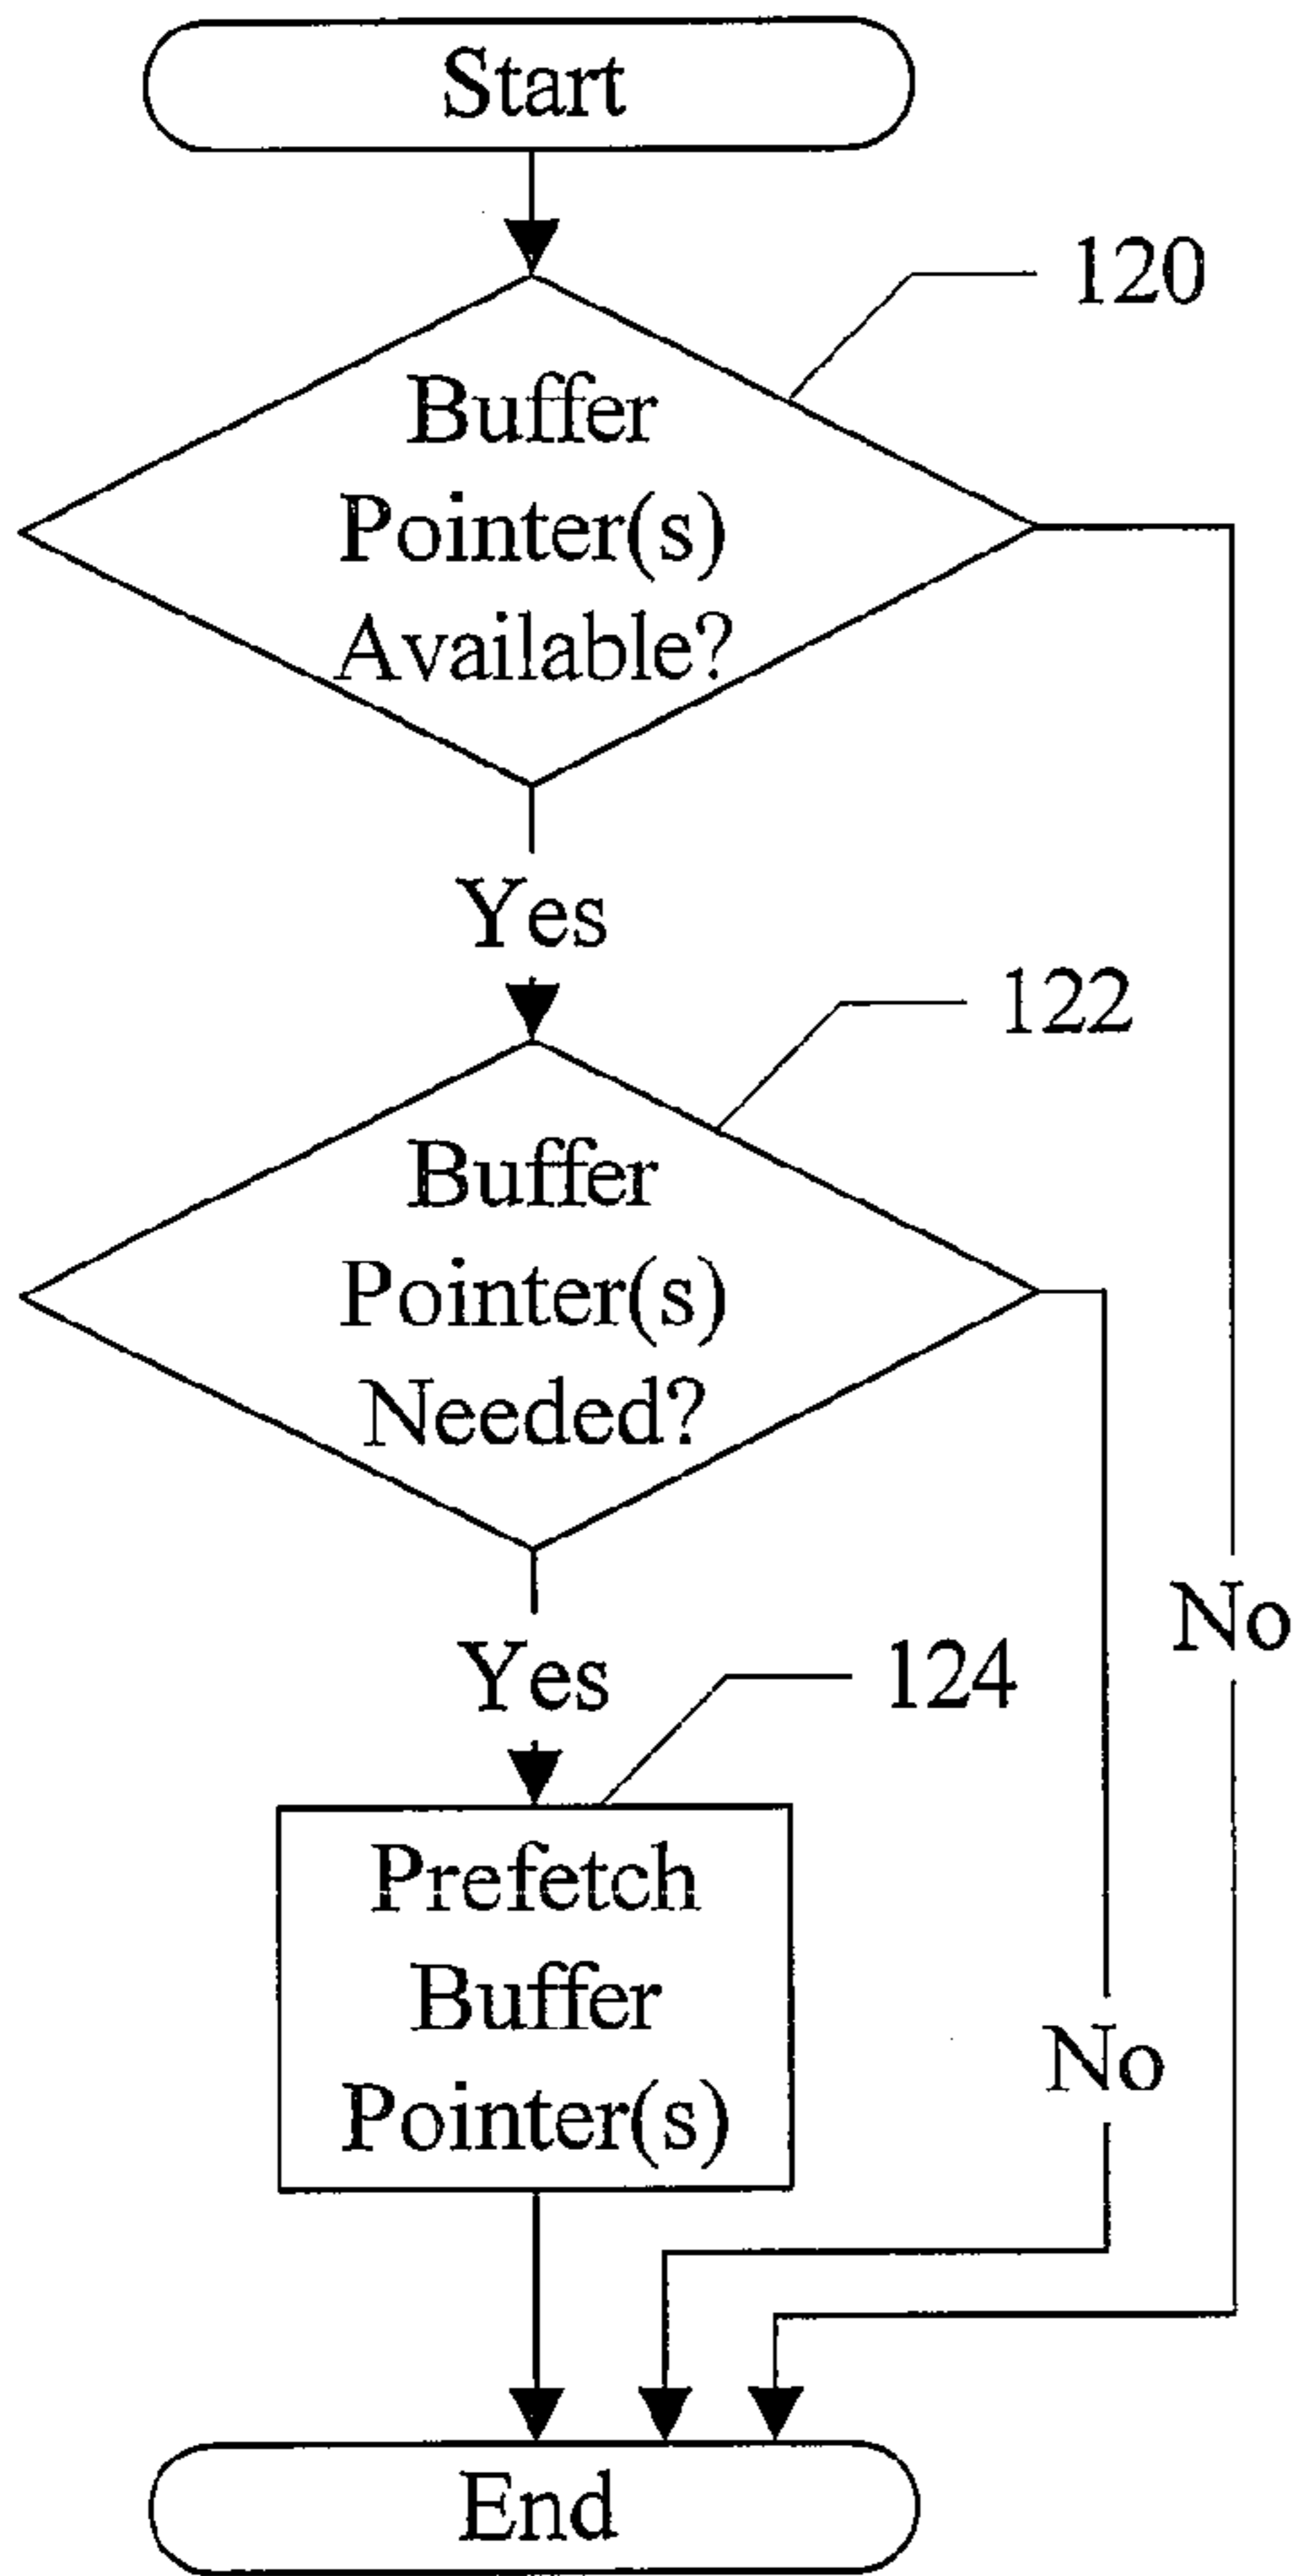 Start
120
Buffer
Pointer(s)
Available?
Yes
122
Buffer
Pointer(s)
Needed?
No
Yes
124
Prefetch
Buffer
Pointer(s)
No
End